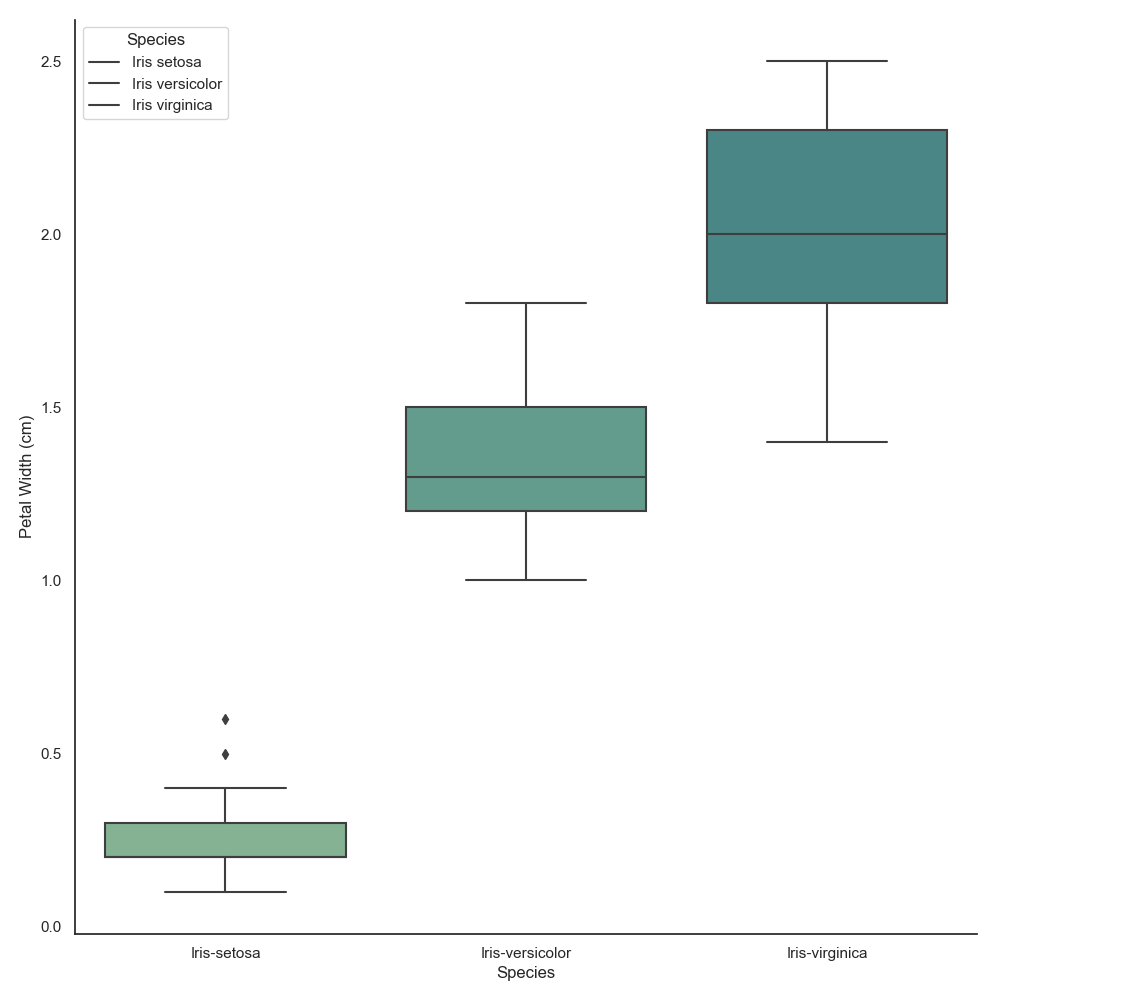 Species
Iris setosa
Iris versicolor
Iris virginica
2.5
2.0
1.5
1.0
0.5
0.0
Petal Width (cm)
Iris-setosa
Iris-versicolor
Iris-virginica
Species